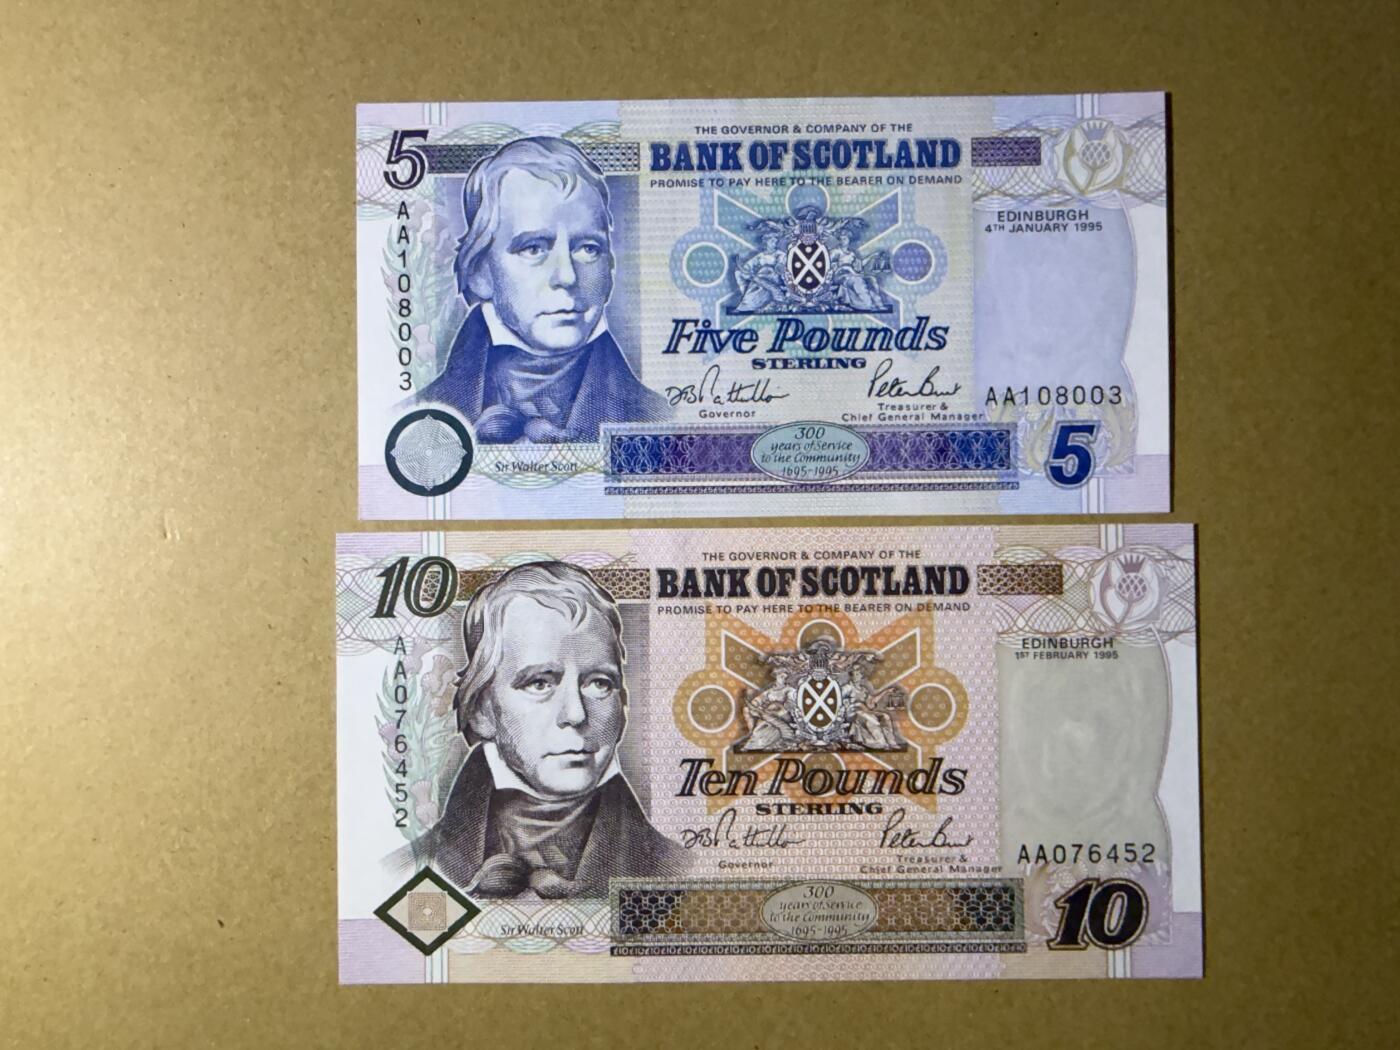 5
THE GOVERNOR & COMPANY OF THE
BANK OF SCOTLAND
PROMISE TO PAY HERE TO THE BEARER ON DEMAND
EDINBURGH
4TH JANUARY 1995
AA108003
Five Pounds
STERLING
Governor
Peter Burt
Treasurer &
Chief General Manager
AA108003
Sir Walter Scott
300
years of Service
to the Community
1695-1995
5
10
THE GOVERNOR & COMPANY OF THE
BANK OF SCOTLAND
PROMISE TO PAY HERE TO THE BEARER ON DEMAND
EDINBURGH
1ST FEBRUARY 1995
AA076452
Ten Pounds
STERLING
Governor
Peter Burt
Treasurer &
Chief General Manager
AA076452
Sir Walter Scott
300
years of Service
to the Community
1695-1995
10